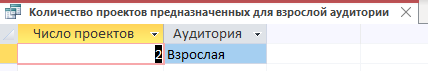 Количество проектов предназначенных для взрослой аудитории
Число проектов Аудитория
2 Взрослая